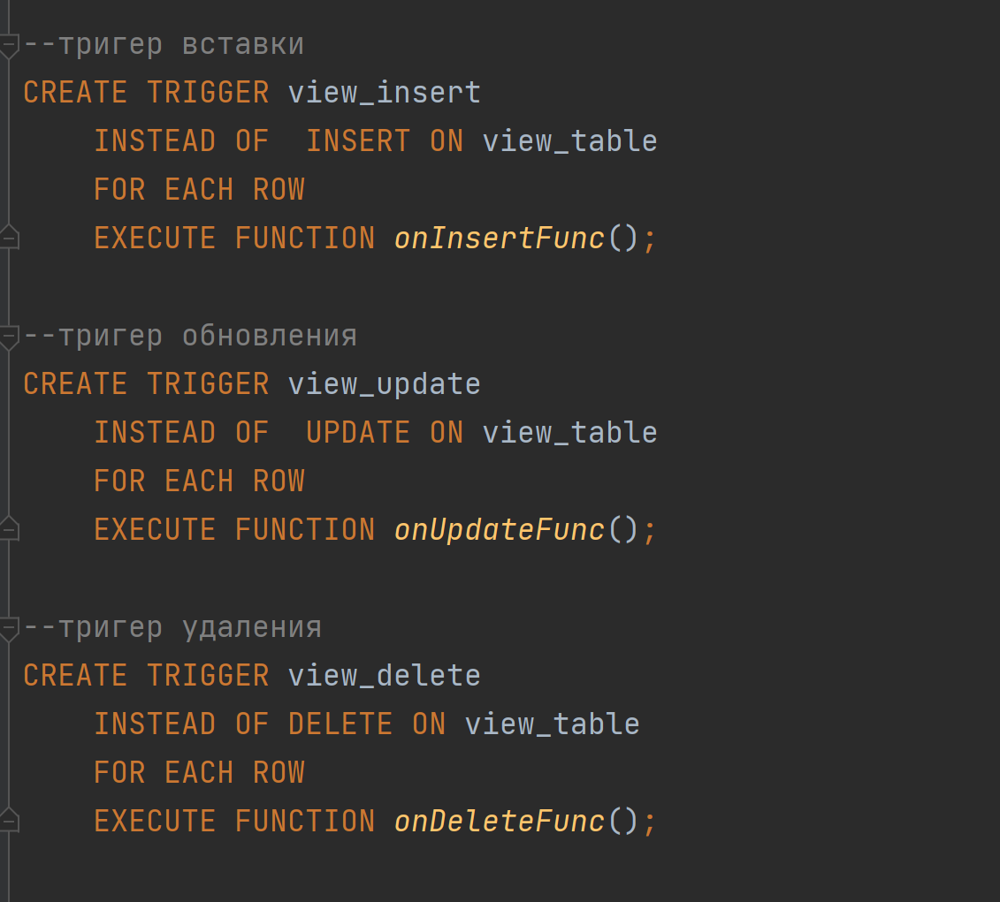 --тригер вставки
CREATE TRIGGER view_insert
    INSTEAD OF  INSERT ON view_table
    FOR EACH ROW
    EXECUTE FUNCTION onInsertFunc();

--тригер обновления
CREATE TRIGGER view_update
    INSTEAD OF  UPDATE ON view_table
    FOR EACH ROW
    EXECUTE FUNCTION onUpdateFunc();

--тригер удаления
CREATE TRIGGER view_delete
    INSTEAD OF DELETE ON view_table
    FOR EACH ROW
    EXECUTE FUNCTION onDeleteFunc();